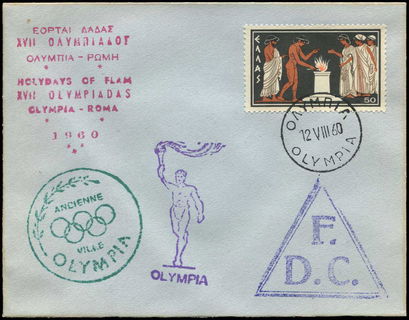 ΕΟΡΤΑΙ ΔΑΔΑΣ
XVII ΟΛΥΜΠΙΑΔΟΣ
ΟΛΥΜΠΙΑ - ΡΩΜΗ
HOLYDAYS OF FLAM
XVII OLYMPIADAS
OLYMPIA - ROMA
1960
ΕΛΛΑΣ
50
ΟΛΥΜΠΙΑ
12 VIII 60
OLYMPIA
ANCIENNE
VILLE
OLYMPIA
OLYMPIA
F.
D.C.